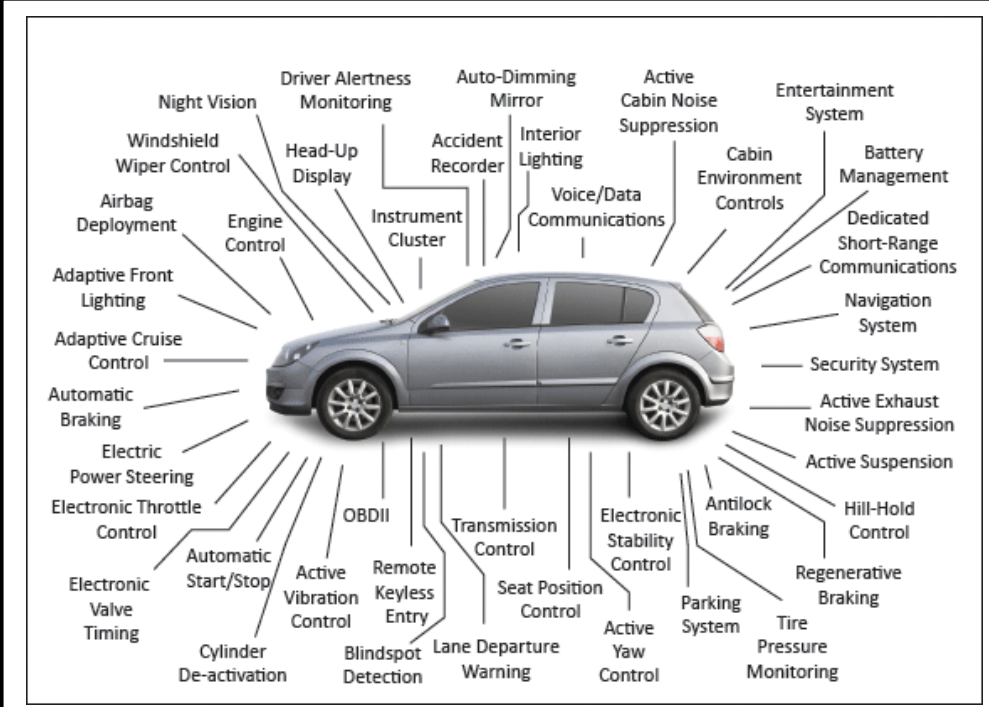 Driver Alertness
Monitoring
Auto-Dimming
Mirror
Active
Cabin Noise
Suppression
Entertainment
System
Night Vision
Windshield
Wiper Control
Head-Up
Display
Accident
Recorder
Interior
Lighting
Cabin
Environment
Controls
Battery
Management
Airbag
Deployment
Engine
Control
Instrument
Cluster
Voice/Data
Communications
Dedicated
Short-Range
Communications
Adaptive Front
Lighting
Navigation
System
Adaptive Cruise
Control
Security System
Automatic
Braking
Active Exhaust
Noise Suppression
Electric
Power Steering
Active Suspension
Electronic Throttle
Control
OBDII
Transmission
Control
Electronic
Stability
Control
Antilock
Braking
Hill-Hold
Control
Electronic
Valve
Timing
Automatic
Start/Stop
Active
Vibration
Control
Remote
Keyless
Entry
Seat Position
Control
Regenerative
Braking
Cylinder
De-activation
Blindspot
Detection
Lane Departure
Warning
Active
Yaw
Control
Parking
System
Tire
Pressure
Monitoring